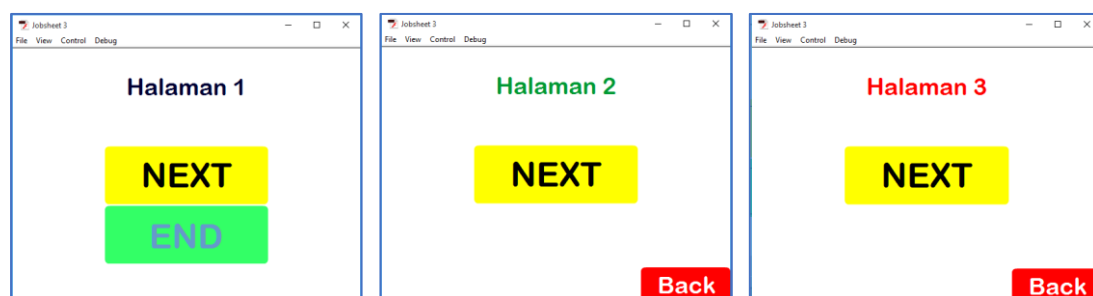 Jobsheet 3
File View Control Debug
Halaman 1
NEXT
END
Jobsheet 3
File View Control Debug
Halaman 2
NEXT
Back
Jobsheet 3
File View Control Debug
Halaman 3
NEXT
Back